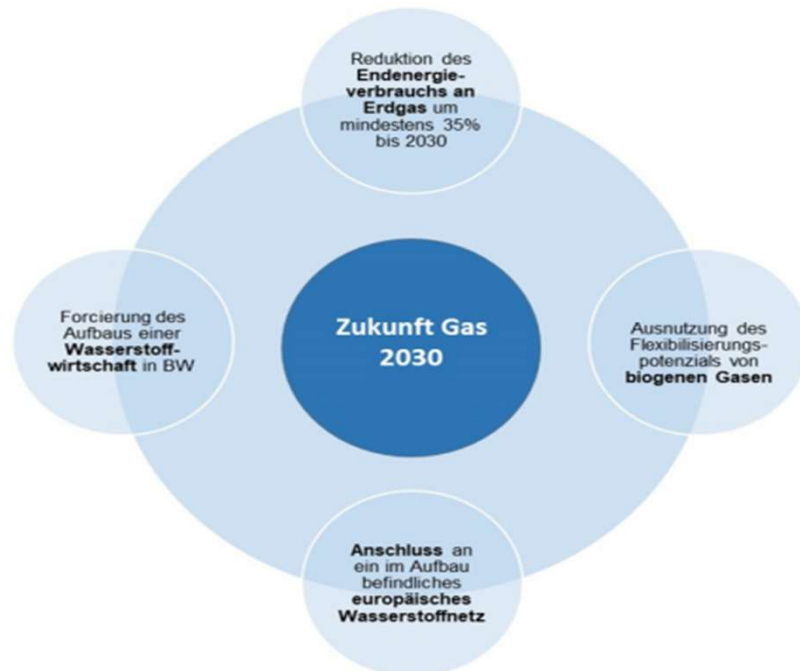 Reduktion des
Endenergie-
verbrauchs an
Erdgas um
mindestens 35%
bis 2030
Forcierung des
Aufbaus einer
Wasserstoff-
wirtschaft in BW
Zukunft Gas
2030
Ausnutzung des
Flexibilisierungs-
potenzials von
biogenen Gasen
Anschluss an
ein im Aufbau
befindliches
europäisches
Wasserstoffnetz